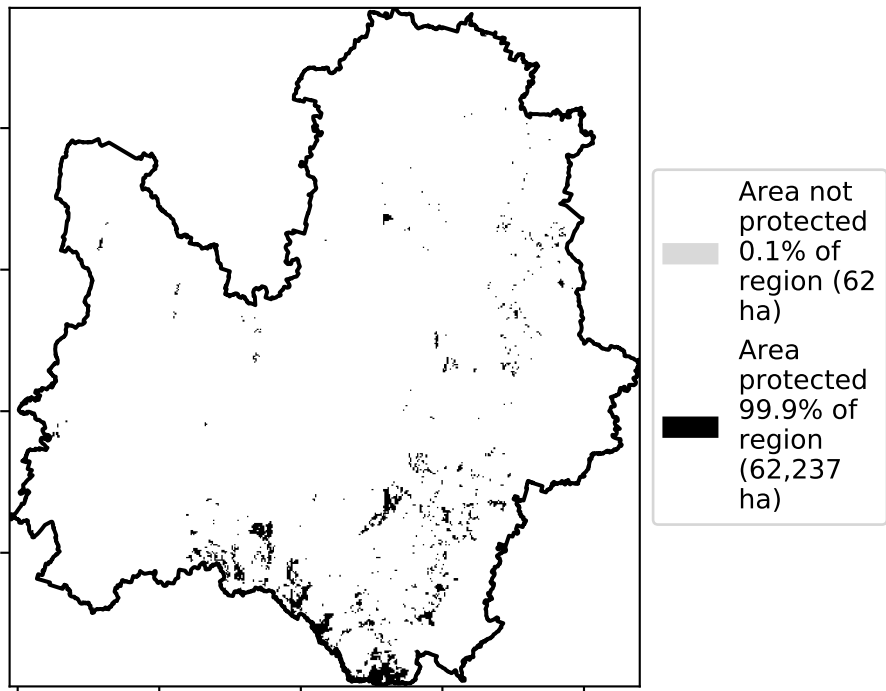 Area not
protected
0.1% of
region (62
ha)
Area
protected
99.9% of
region
(62,237
ha)